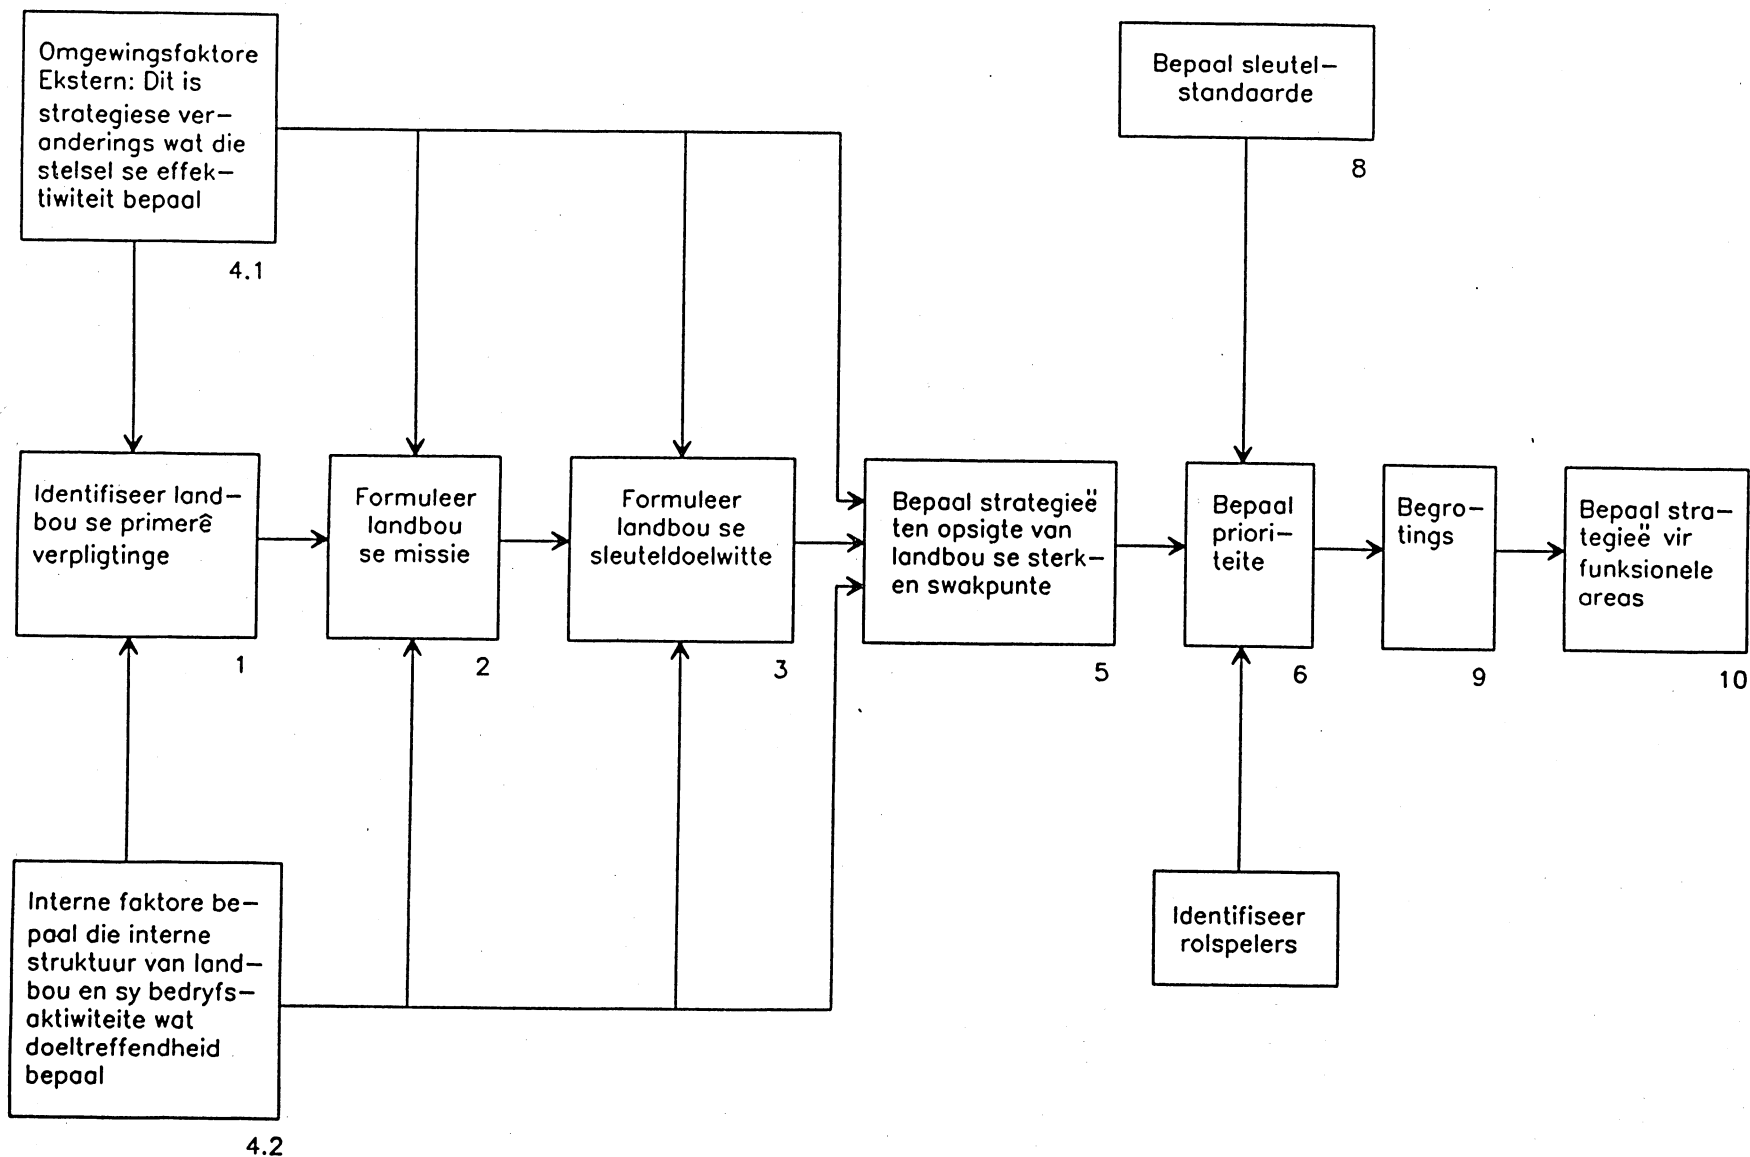 Omgewingsfaktore
Ekstern: Dit is
strategiese ver-
anderings wat die
stelsel se effek-
tiwiteit bepaal
4.1
Bepaal sleutel-
standaarde
8
Identifiseer land-
bou se primerê
verpligtinge
1
Formuleer
landbou
se missie
2
Formuleer
landbou se
sleuteldoelwitte
3
Bepaal strategieë
ten opsigte van
landbou se sterk-
en swakpunte
5
Bepaal
priori-
teite
6
Begro-
tings
9
Bepaal stra-
tegieë vir
funksionele
areas
10
Interne faktore be-
paal die interne
struktuur van land-
bou en sy bedryfs-
aktiwiteite wat
doeltreffendheid
bepaal
4.2
Identifiseer
rolspelers